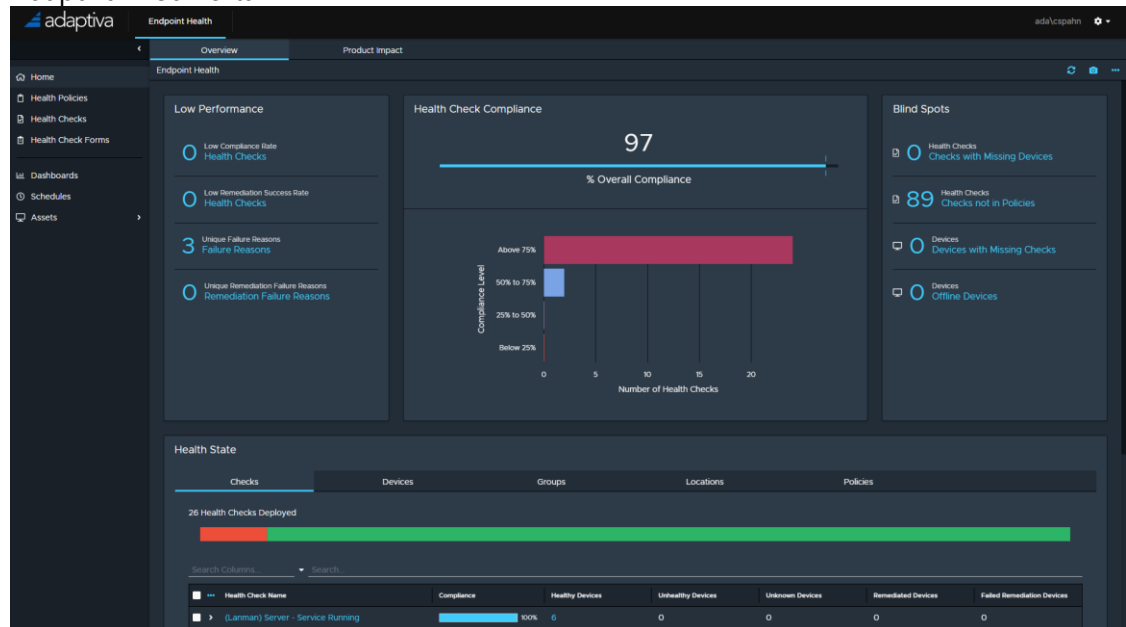 adaptiva
Endpoint Health
ada\cspahn
Overview
Product Impact
Endpoint Health
Home
Health Policies
Health Checks
Health Check Forms
Dashboards
Schedules
Assets
Low Performance
0 Low Compliance Rate
Health Checks
0 Low Remediation Success Rate
Health Checks
3 Unique Failure Reasons
Failure Reasons
0 Unique Remediation Failure Reasons
Remediation Failure Reasons
Health Check Compliance
97
% Overall Compliance
Compliance Level
Above 75%
50% to 75%
25% to 50%
Below 25%
0 5 10 15 20
Number of Health Checks
Blind Spots
0 Health Checks
Checks with Missing Devices
89 Health Checks
Checks not in Policies
0 Devices
Devices with Missing Checks
0 Devices
Offline Devices
Health State
Checks Devices Groups Locations Policies
26 Health Checks Deployed
Search Columns... Search...
Health Check Name Compliance Healthy Devices Unhealthy Devices Unknown Devices Remediated Devices Failed Remediation Devices
(Lanman) Server - Service Running 100% 6 0 0 0 0